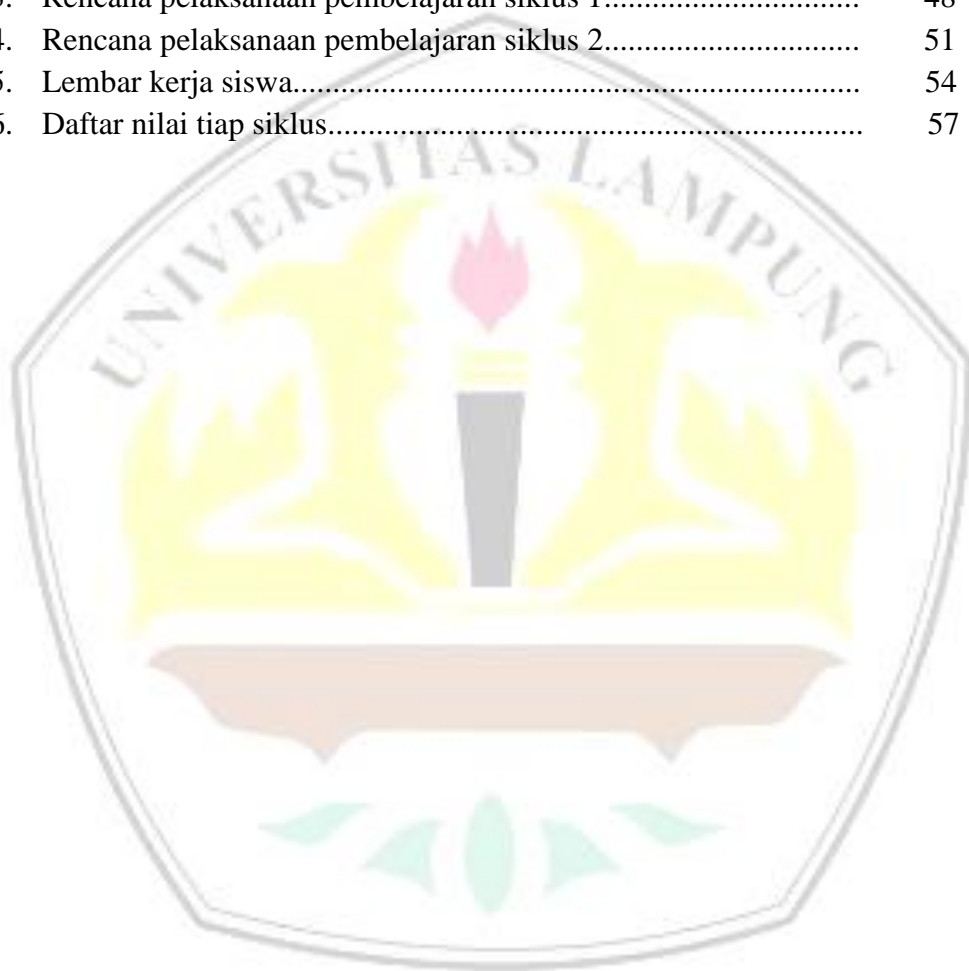 Rencana pelaksanaan pembelajaran siklus 1................................ 48
4. Rencana pelaksanaan pembelajaran siklus 2................................ 51
5. Lembar kerja siswa....................................................................... 54
6. Daftar nilai tiap siklus................................................................... 57
UNIVERSITAS LAMPUNG